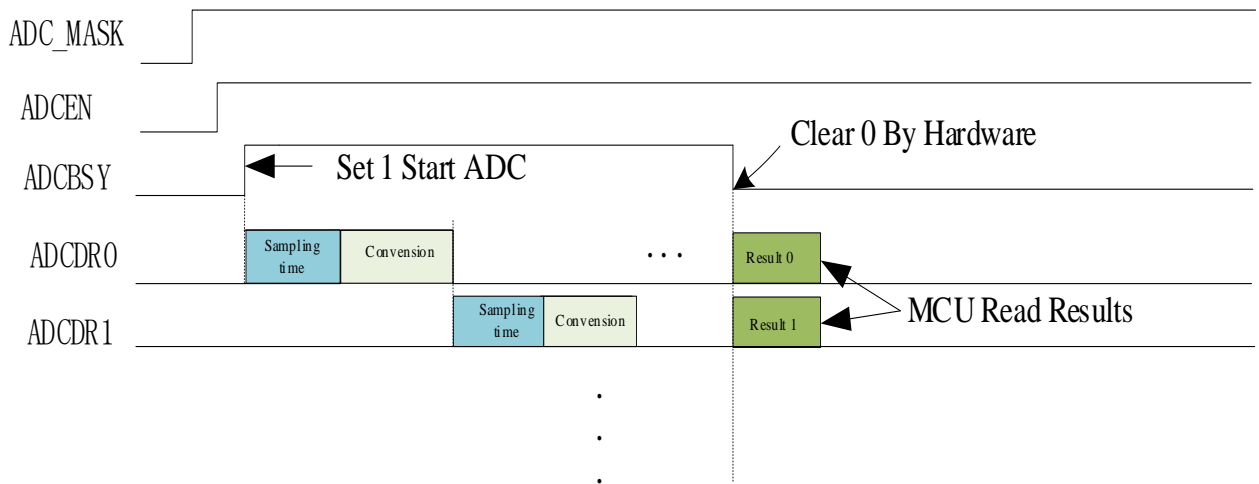 ADC_MASK
ADCEN
Clear 0 By Hardware
ADCBSY
Set 1 Start ADC
ADCDR0
Sampling
time
Convension
...
Result 0
MCU Read Results
ADCDR1
Sampling
time
Convension
Result 1
.
.
.